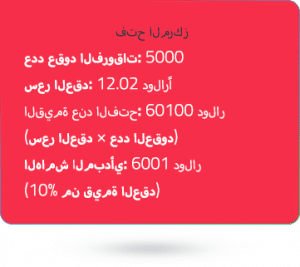 فتح المركز
عدد عقود الفروقات: 5000
سعر العقد: 12.02 دولارًا
القيمة عند الفتح: 60100 دولار
(سعر العقد × عدد العقود)
الهامش المبدأي: 6001 دولار
(10% من قيمة العقد)